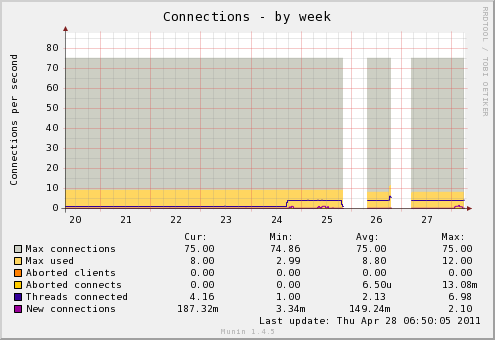 Connections - by week
RRDTOOL / TOBI OETIKER
Connections per second
80
70
60
50
40
30
20
10
0
20 21 22 23 24 25 26 27
Cur: Min: Avg: Max:
Max connections 75.00 74.86 75.00 75.00
Max used 8.00 2.99 8.80 12.00
Aborted clients 0.00 0.00 0.00 0.00
Aborted connects 0.00 0.00 6.50u 13.08m
Threads connected 4.16 1.00 2.13 6.98
New connections 187.32m 3.34m 149.24m 2.10
Last update: Thu Apr 28 06:50:05 2011
Munin 1.4.5